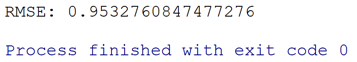 RMSE: 0.9532760847477276
Process finished with exit code 0